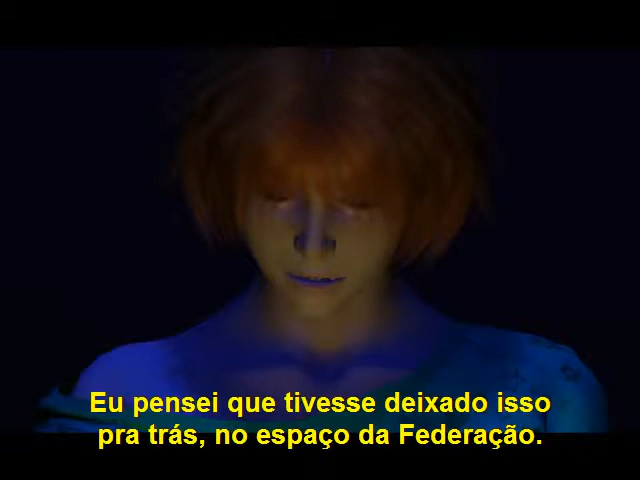 Eu pensei que tivesse deixado isso
pra trás, no espaço da Federação.